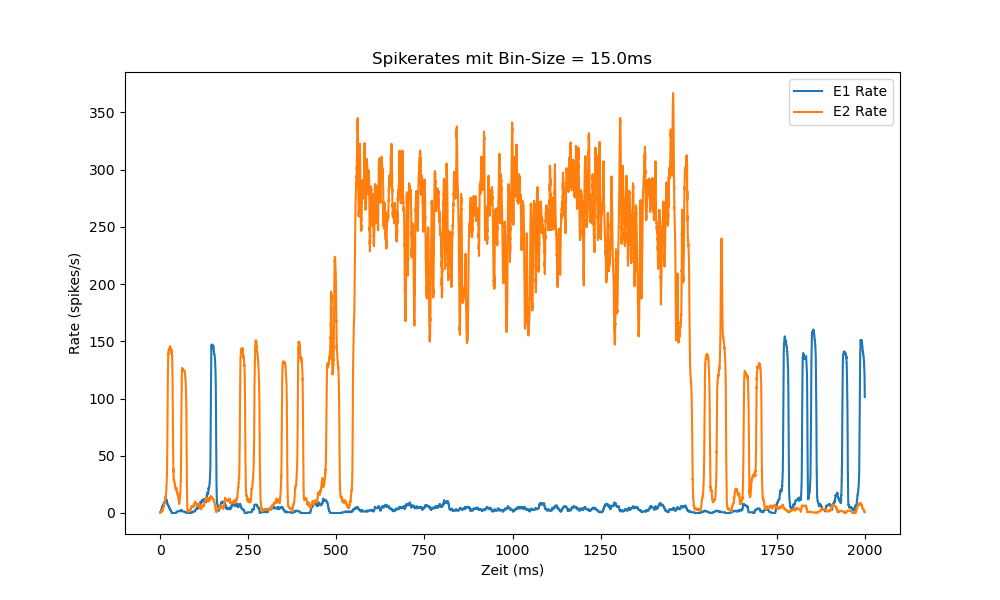 Spikerates mit Bin-Size = 15.0ms
E1 Rate
E2 Rate
Rate (spikes/s)
350
300
250
200
150
100
50
0
0 250 500 750 1000 1250 1500 1750 2000
Zeit (ms)